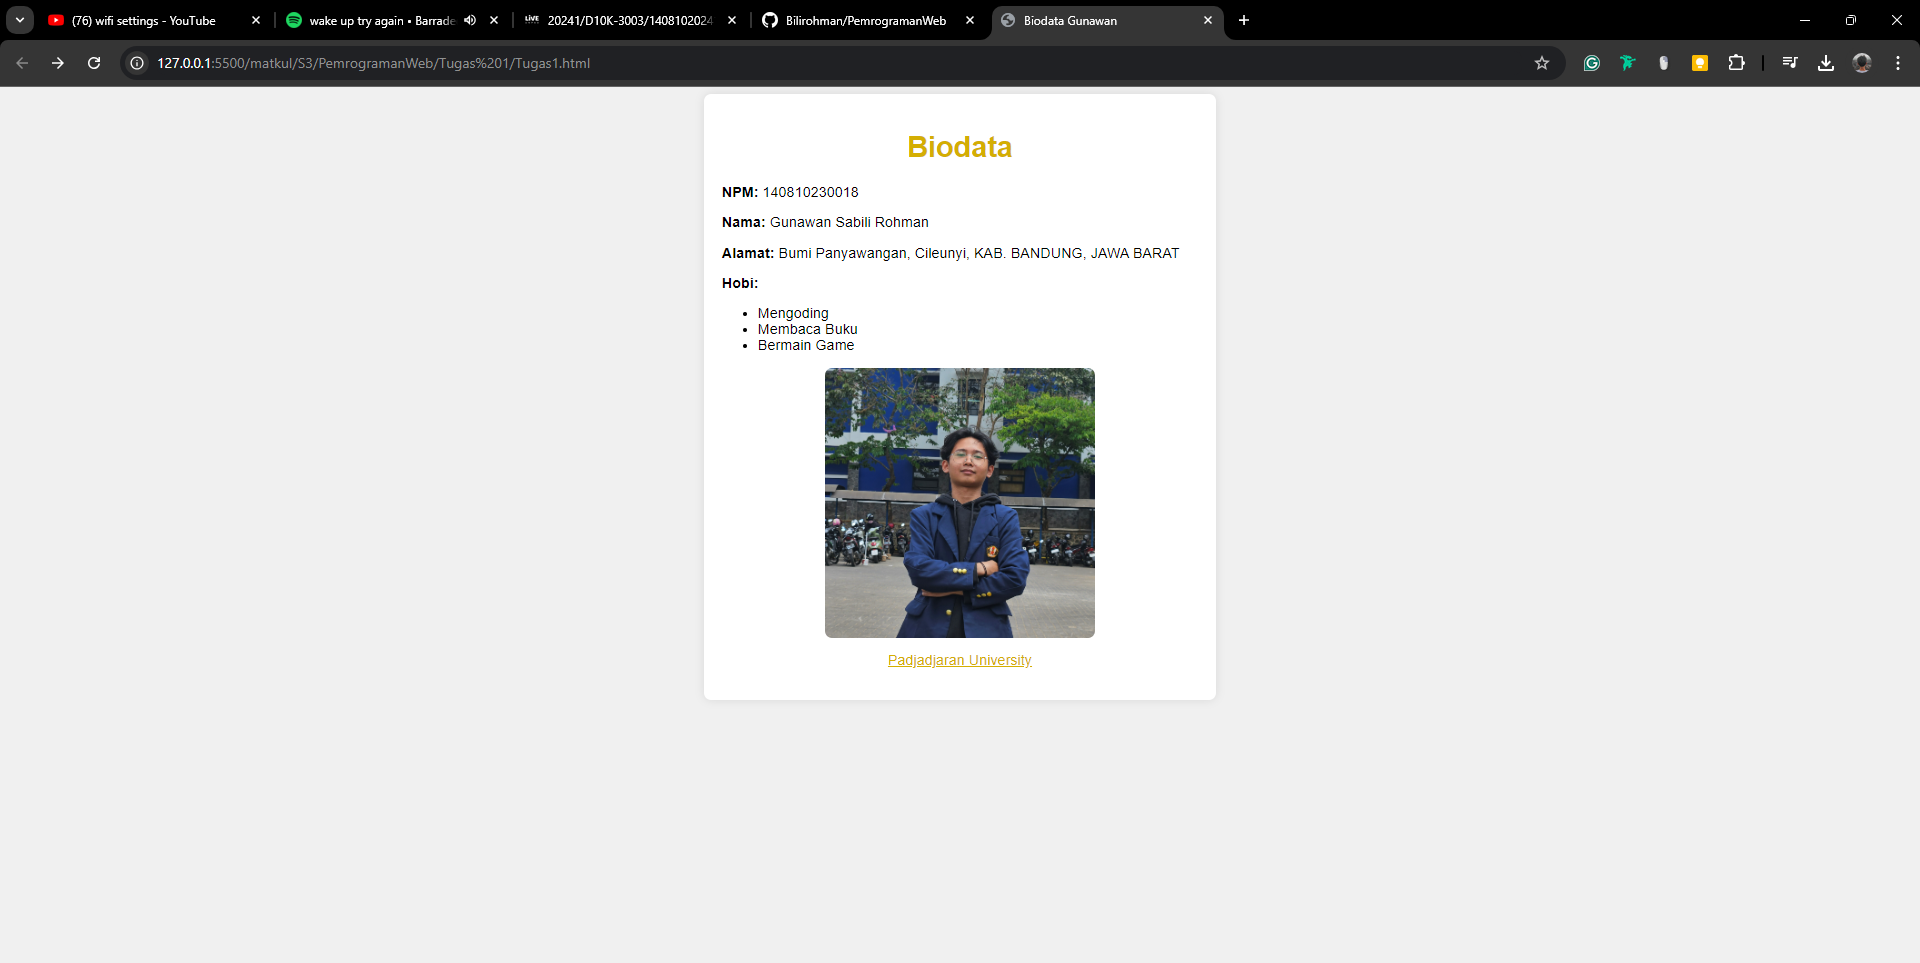 (76) wifi settings - YouTube
wake up try again • Barrade
LiVE 20241/D10K-3003/1408102024
Bilirohman/PemrogramanWeb
Biodata Gunawan
127.0.0.1:5500/matkul/S3/PemrogramanWeb/Tugas%201/Tugas1.html
Biodata
NPM: 140810230018
Nama: Gunawan Sabili Rohman
Alamat: Bumi Panyawangan, Cileunyi, KAB. BANDUNG, JAWA BARAT
Hobi:
• Mengoding
• Membaca Buku
• Bermain Game
Padjadjaran University